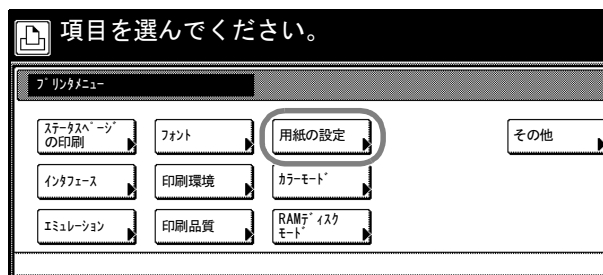 項目を選んでください。
ﾌﾟﾘﾝﾀﾒﾆｭｰ
ｽﾃｰﾀｽﾍﾟｰｼﾞ
の印刷
ﾌｫﾝﾄ
用紙の設定
その他
ｲﾝﾀﾌｪｰｽ
印刷環境
ｶﾗｰﾓｰﾄﾞ
ｴﾐｭﾚｰｼｮﾝ
印刷品質
RAMﾃﾞｨｽｸ
ﾓｰﾄﾞ